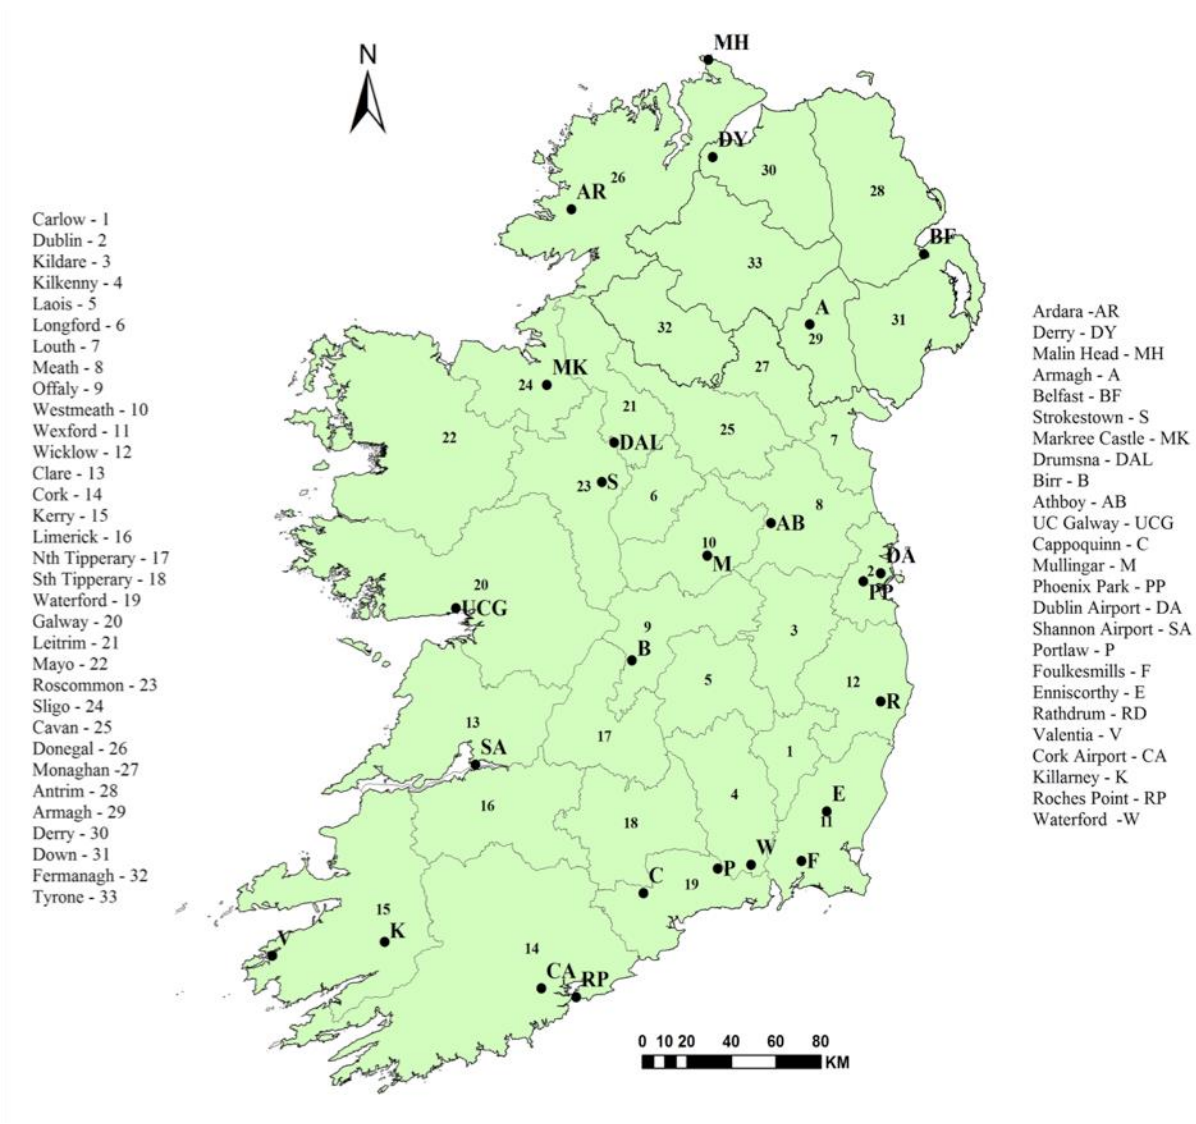 N
MH
DY
30
26
28
AR
BF
33
A
29
31
32
27
MK
24
21
25
22
DAL
7
23
S
6
8
AB
10
M
DA
2
PP
20
UCG
9
3
B
5
12
R
13
17
SA
1
16
4
E
11
18
W
P
F
C
19
15
K
V
14
CA
RP
0 10 20 40 60 80
KM
Carlow - 1
Dublin - 2
Kildare - 3
Kilkenny - 4
Laois - 5
Longford - 6
Louth - 7
Meath - 8
Offaly - 9
Westmeath - 10
Wexford - 11
Wicklow - 12
Clare - 13
Cork - 14
Kerry - 15
Limerick - 16
Nth Tipperary - 17
Sth Tipperary - 18
Waterford - 19
Galway - 20
Leitrim - 21
Mayo - 22
Roscommon - 23
Sligo - 24
Cavan - 25
Donegal - 26
Monaghan -27
Antrim - 28
Armagh - 29
Derry - 30
Down - 31
Fermanagh - 32
Tyrone - 33
Ardara -AR
Derry - DY
Malin Head - MH
Armagh - A
Belfast - BF
Strokestown - S
Markree Castle - MK
Drumsna - DAL
Birr - B
Athboy - AB
UC Galway - UCG
Cappoquinn - C
Mullingar - M
Phoenix Park - PP
Dublin Airport - DA
Shannon Airport - SA
Portlaw - P
Foulkesmills - F
Enniscorthy - E
Rathdrum - RD
Valentia - V
Cork Airport - CA
Killarney - K
Roches Point - RP
Waterford -W